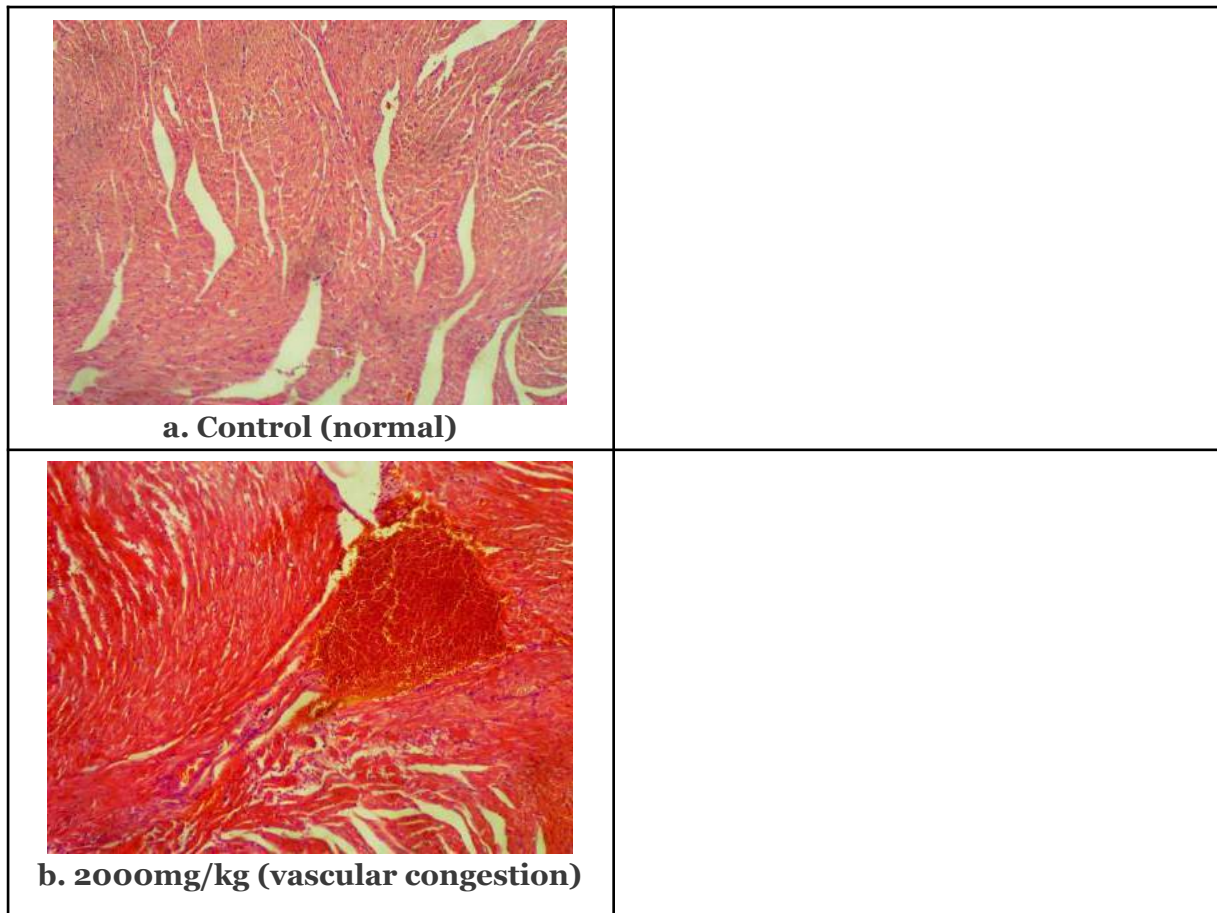 a. Control (normal)
b. 2000mg/kg (vascular congestion)